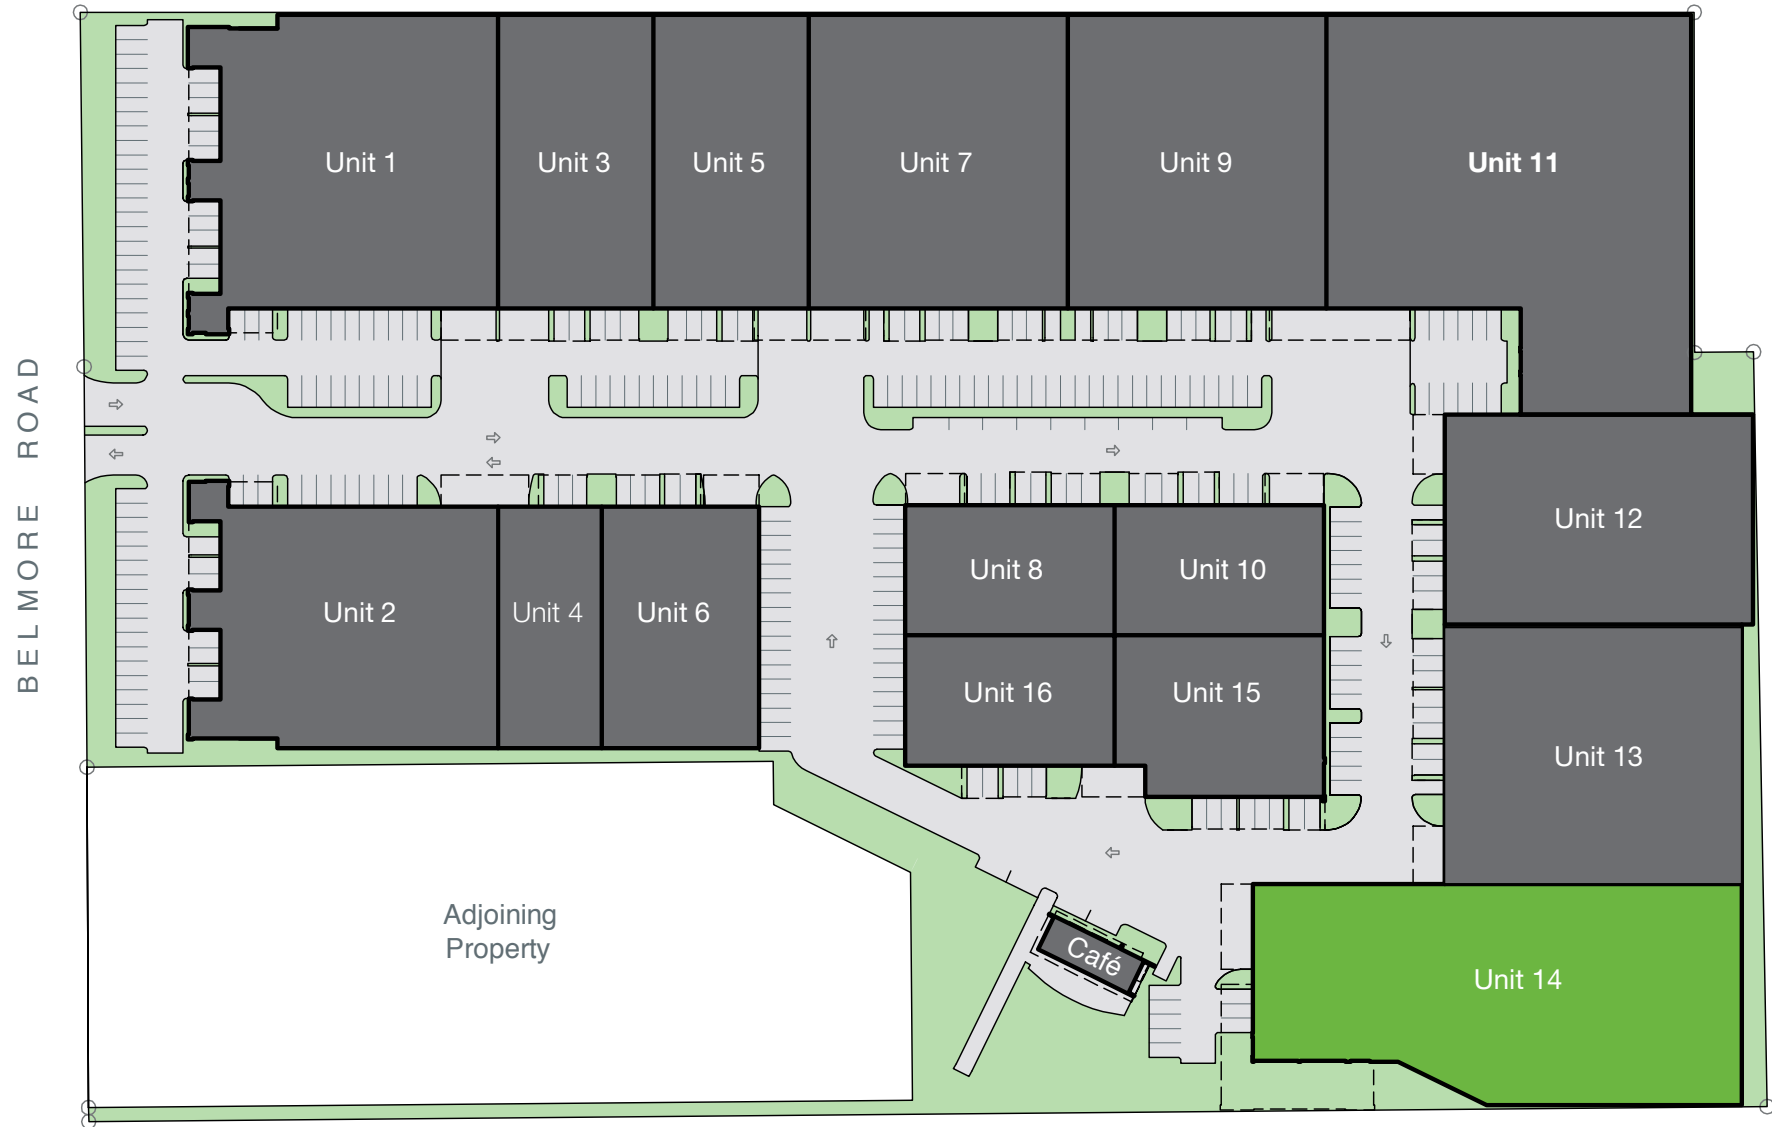 Unit 1
Unit 3
Unit 5
Unit 7
Unit 9
Unit 11
BELMORE ROAD
Unit 2
Unit 4
Unit 6
Unit 8
Unit 10
Unit 12
Unit 16
Unit 15
Unit 13
Adjoining
Property
Café
Unit 14